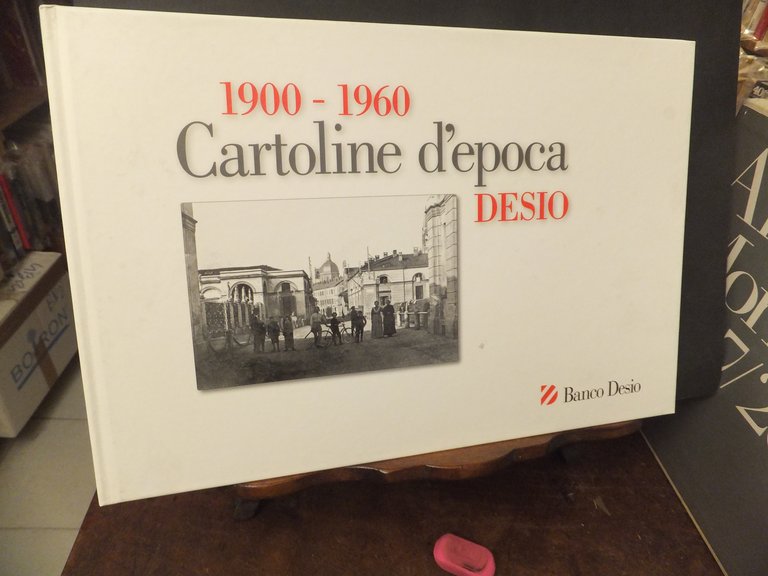 1900 - 1960
Cartoline d'epoca
DESIO
Banco Desio